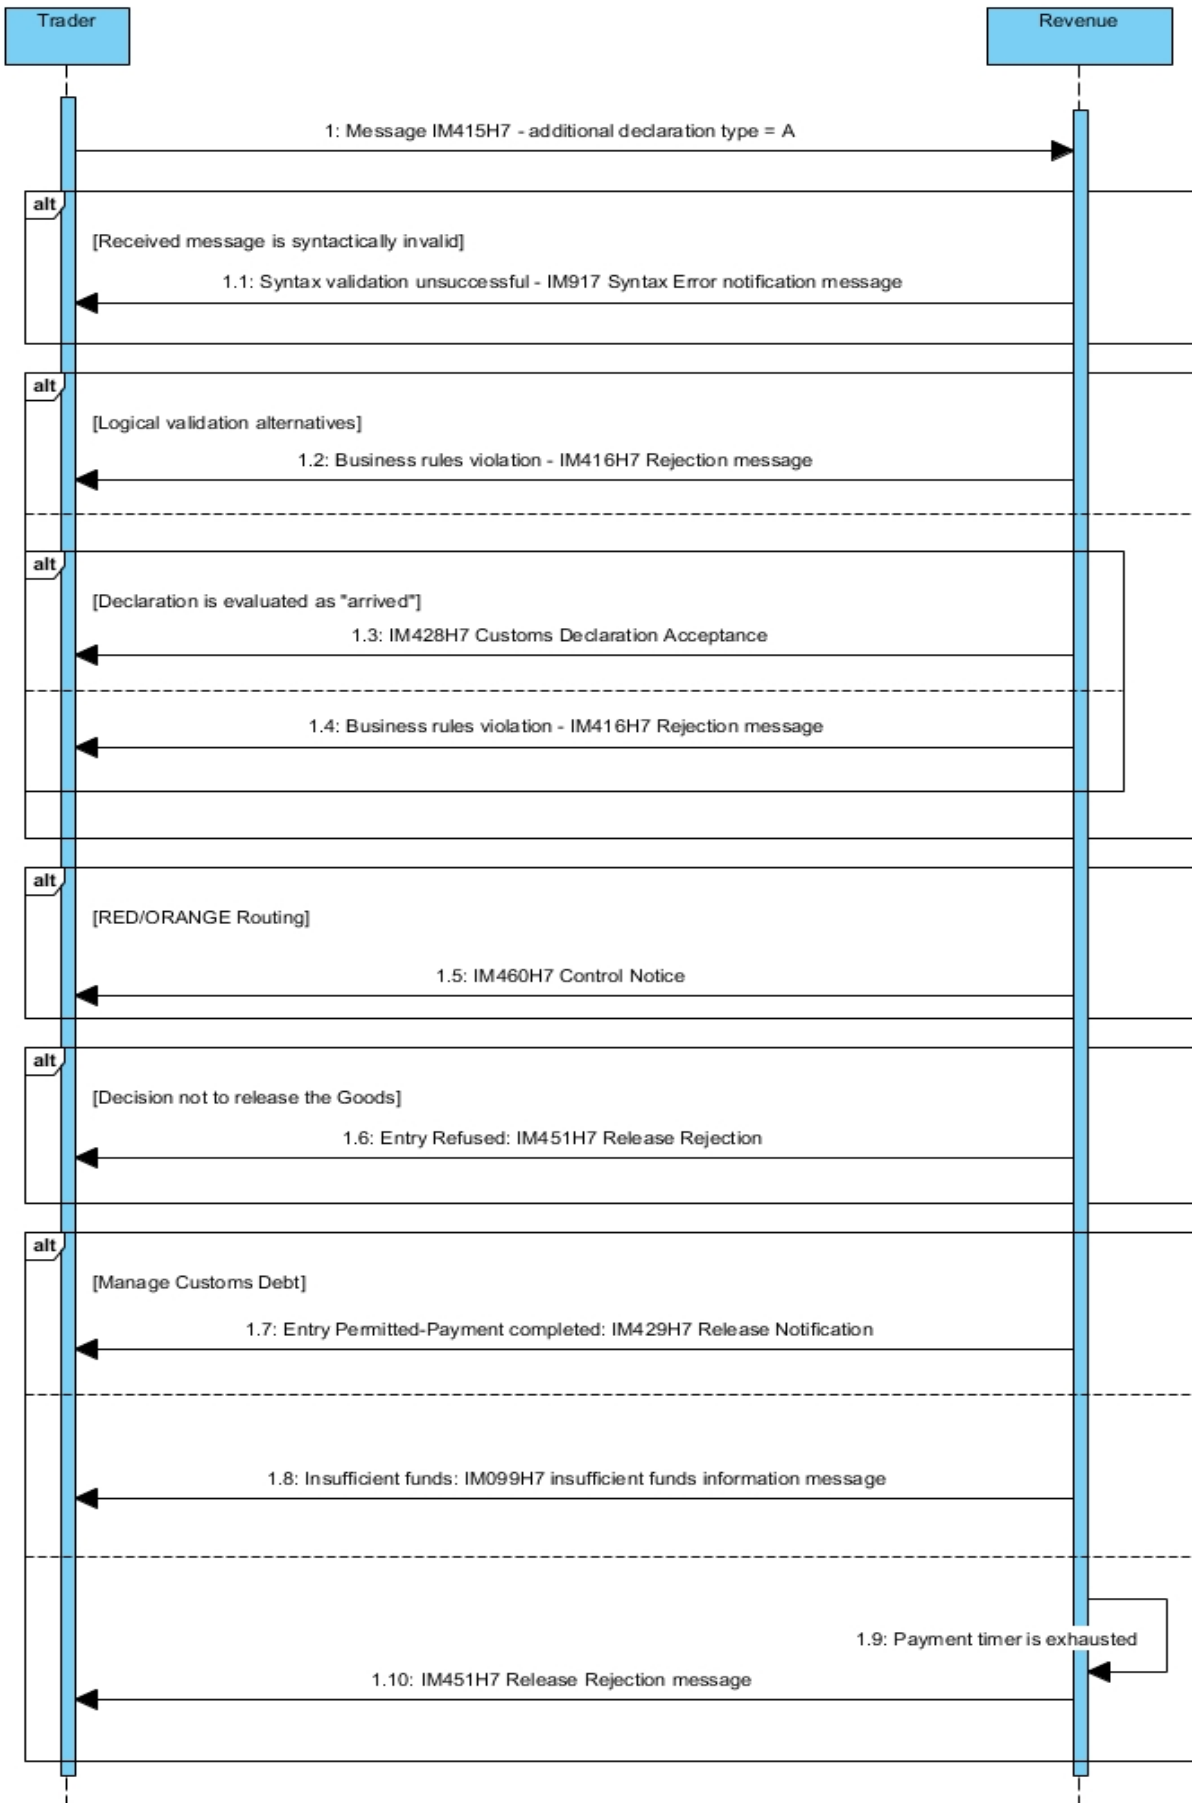 Trader
Revenue
1: Message IM415H7 - additional declaration type = A
alt
[Received message is syntactically invalid]
1.1: Syntax validation unsuccessful - IM917 Syntax Error notification message
alt
[Logical validation alternatives]
1.2: Business rules violation - IM416H7 Rejection message
alt
[Declaration is evaluated as "arrived"]
1.3: IM428H7 Customs Declaration Acceptance
1.4: Business rules violation - IM416H7 Rejection message
alt
[RED/ORANGE Routing]
1.5: IM460H7 Control Notice
alt
[Decision not to release the Goods]
1.6: Entry Refused: IM451H7 Release Rejection
alt
[Manage Customs Debt]
1.7: Entry Permitted-Payment completed: IM429H7 Release Notification
1.8: Insufficient funds: IM099H7 insufficient funds information message
1.9: Payment timer is exhausted
1.10: IM451H7 Release Rejection message